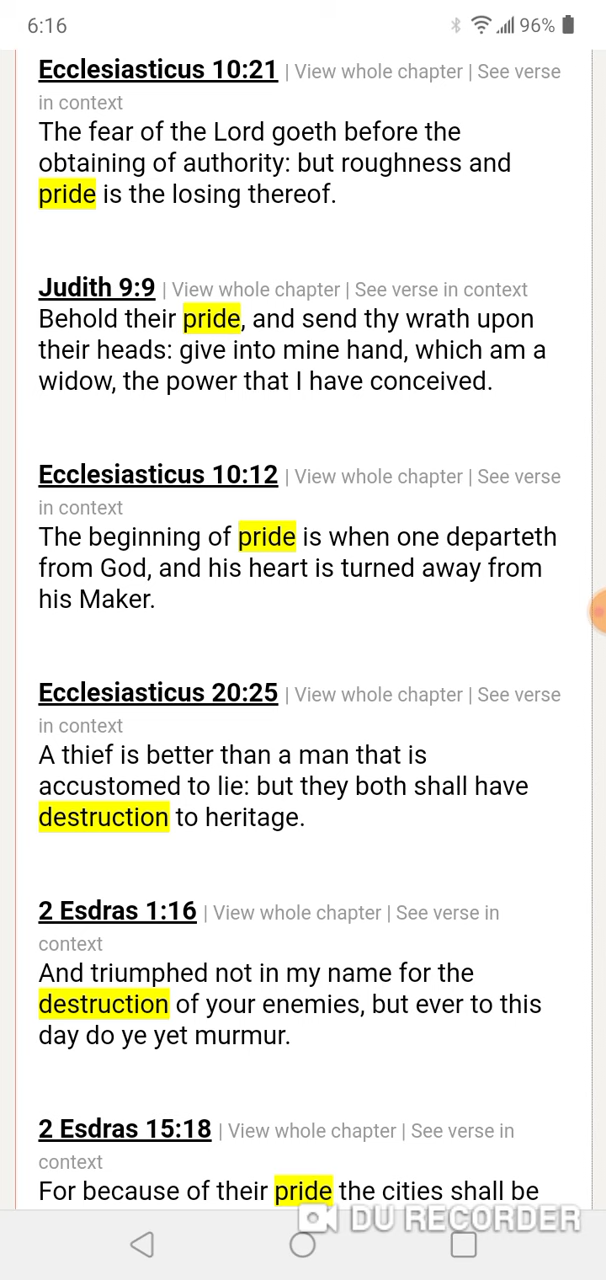 6:16 96%
Ecclesiasticus 10:21 | View whole chapter | See verse
in context
The fear of the Lord goeth before the
obtaining of authority: but roughness and
pride is the losing thereof.
Judith 9:9 | View whole chapter | See verse in context
Behold their pride, and send thy wrath upon
their heads: give into mine hand, which am a
widow, the power that I have conceived.
Ecclesiasticus 10:12 | View whole chapter | See verse
in context
The beginning of pride is when one departeth
from God, and his heart is turned away from
his Maker.
Ecclesiasticus 20:25 | View whole chapter | See verse
in context
A thief is better than a man that is
accustomed to lie: but they both shall have
destruction to heritage.
2 Esdras 1:16 | View whole chapter | See verse in
context
And triumphed not in my name for the
destruction of your enemies, but ever to this
day do ye yet murmur.
2 Esdras 15:18 | View whole chapter | See verse in
context
For because of their pride the cities shall be
DU RECORDER